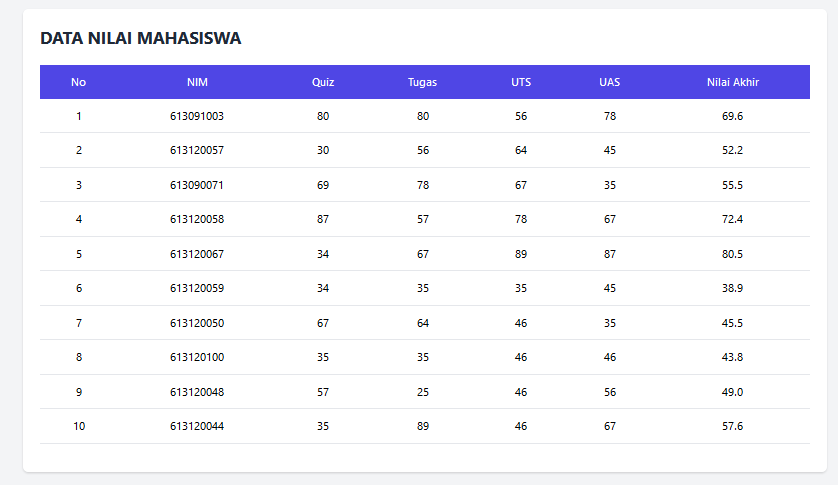 DATA NILAI MAHASISWA
No NIM Quiz Tugas UTS UAS Nilai Akhir
1 613091003 80 80 56 78 69.6
2 613120057 30 56 64 45 52.2
3 613090071 69 78 67 35 55.5
4 613120058 87 57 78 67 72.4
5 613120067 34 67 89 87 80.5
6 613120059 34 35 35 45 38.9
7 613120050 67 64 46 35 45.5
8 613120100 35 35 46 46 43.8
9 613120048 57 25 46 56 49.0
10 613120044 35 89 46 67 57.6